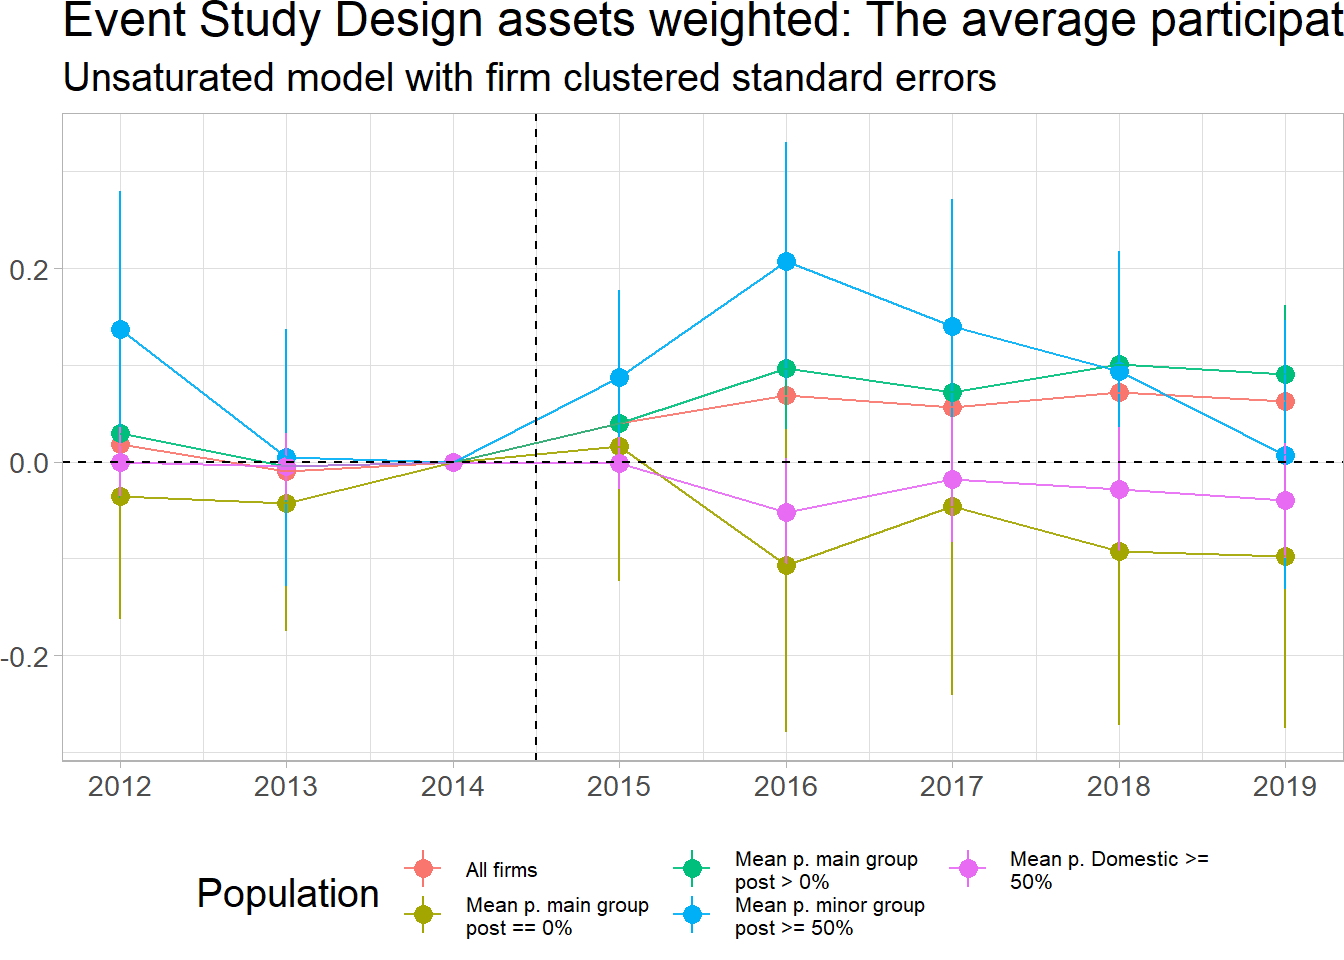 Event Study Design assets weighted: The average participat
Unsaturated model with firm clustered standard errors
0.2
0.0
-0.2
2012 2013 2014 2015 2016 2017 2018 2019
Population
All firms
Mean p. main group
post == 0%
Mean p. main group
post > 0%
Mean p. minor group
post >= 50%
Mean p. Domestic >=
50%